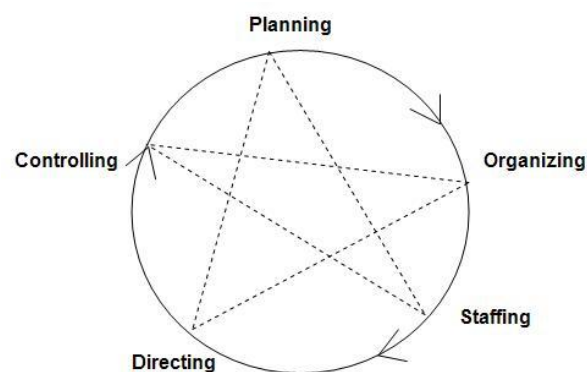 Planning
Controlling
Organizing
Staffing
Directing